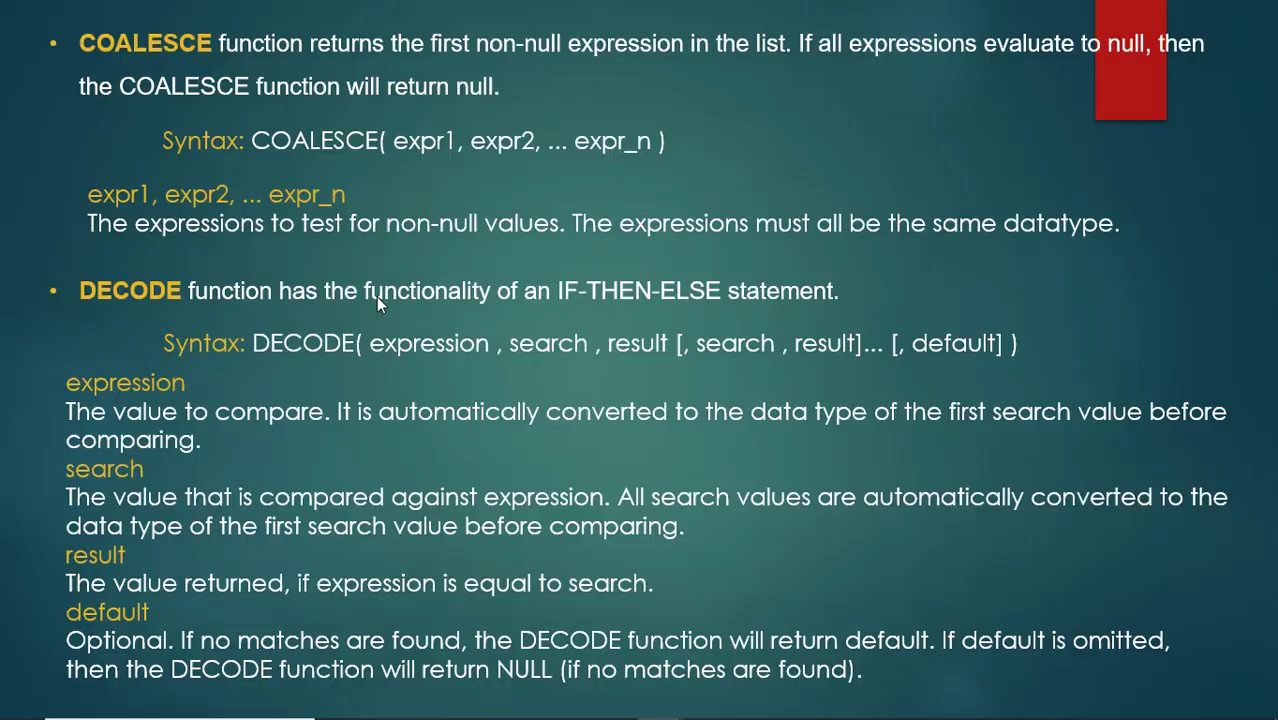 • COALESCE function returns the first non-null expression in the list. If all expressions evaluate to null, then
the COALESCE function will return null.
Syntax: COALESCE( expr1, expr2, ... expr_n )
expr1, expr2, ... expr_n
The expressions to test for non-null values. The expressions must all be the same datatype.
• DECODE function has the functionality of an IF-THEN-ELSE statement.
Syntax: DECODE( expression , search , result [, search , result]... [, default] )
expression
The value to compare. It is automatically converted to the data type of the first search value before
comparing.
search
The value that is compared against expression. All search values are automatically converted to the
data type of the first search value before comparing.
result
The value returned, if expression is equal to search.
default
Optional. If no matches are found, the DECODE function will return default. If default is omitted,
then the DECODE function will return NULL (if no matches are found).